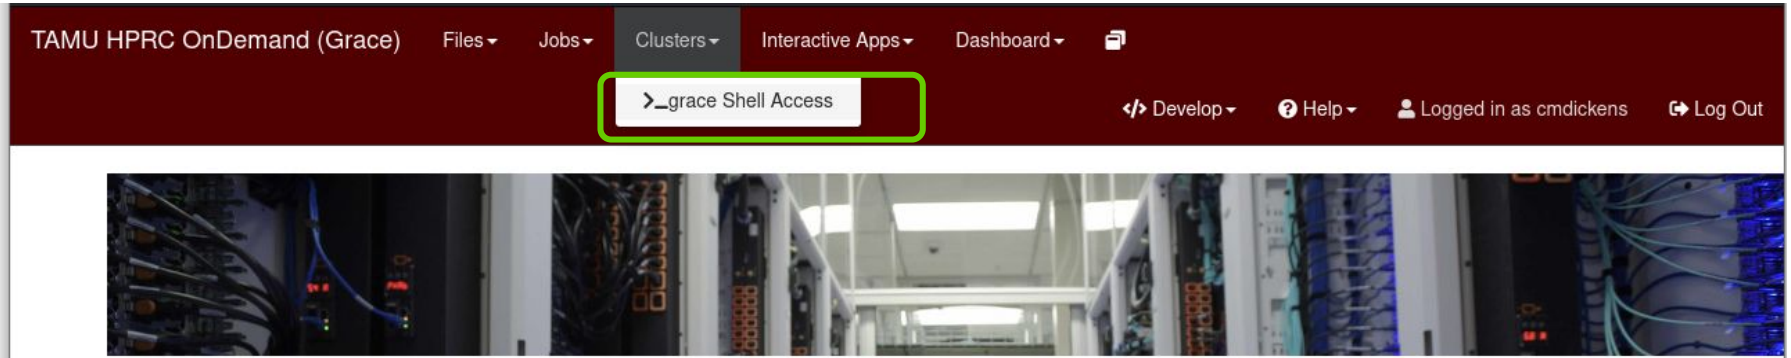 TAMU HPRC OnDemand (Grace) Files Jobs Clusters Interactive Apps Dashboard
>_grace Shell Access
</> Develop Help Logged in as cmdickens Log Out